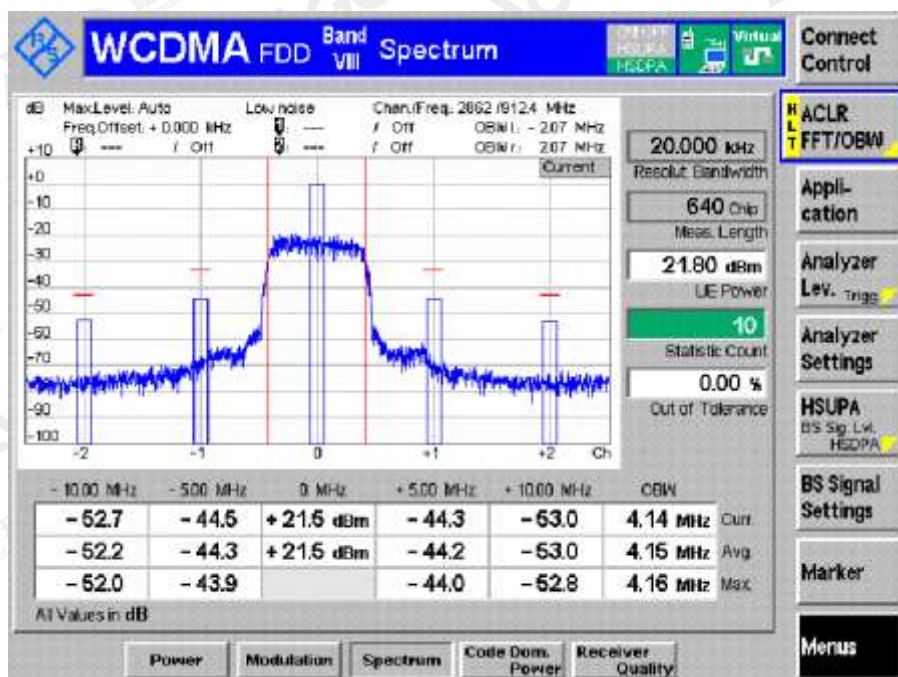 R&S
WCDMA FDD Band VIII Spectrum
HSDPA
Virtual
Connect Control
dB Max.Level: Auto Low noise Chan./Freq.: 2862 / 912.4 MHz
Freq.Offset: + 0.000 kHz 1: --- / Off OBW l: - 2.07 MHz
3: --- / Off 2: --- / Off OBW r: 2.07 MHz
Current
+10
+0
-10
-20
-30
-40
-50
-60
-70
-90
-100
-2 -1 0 +1 +2 Ch
20.000 kHz
Resolut. Bandwidth
640 Chip
Meas. Length
21.80 dBm
UE Power
10
Statistic Count
0.00 %
Out of Tolerance
- 10.00 MHz - 5.00 MHz 0 MHz + 5.00 MHz + 10.00 MHz OBW
- 52.7 - 44.5 + 21.5 dBm - 44.3 - 53.0 4.14 MHz Curr.
- 52.2 - 44.3 + 21.5 dBm - 44.2 - 53.0 4.15 MHz Avg.
- 52.0 - 43.9 - 44.0 - 52.8 4.16 MHz Max.
All Values in dB
H L T
ACLR FFT/OBW
Appli- cation
Analyzer Lev. Trigg.
Analyzer Settings
HSUPA
BS Sig. Lvl.
HSDPA
BS Signal Settings
Marker
Menus
Power
Modulation
Spectrum
Code Dom. Power
Receiver Quality